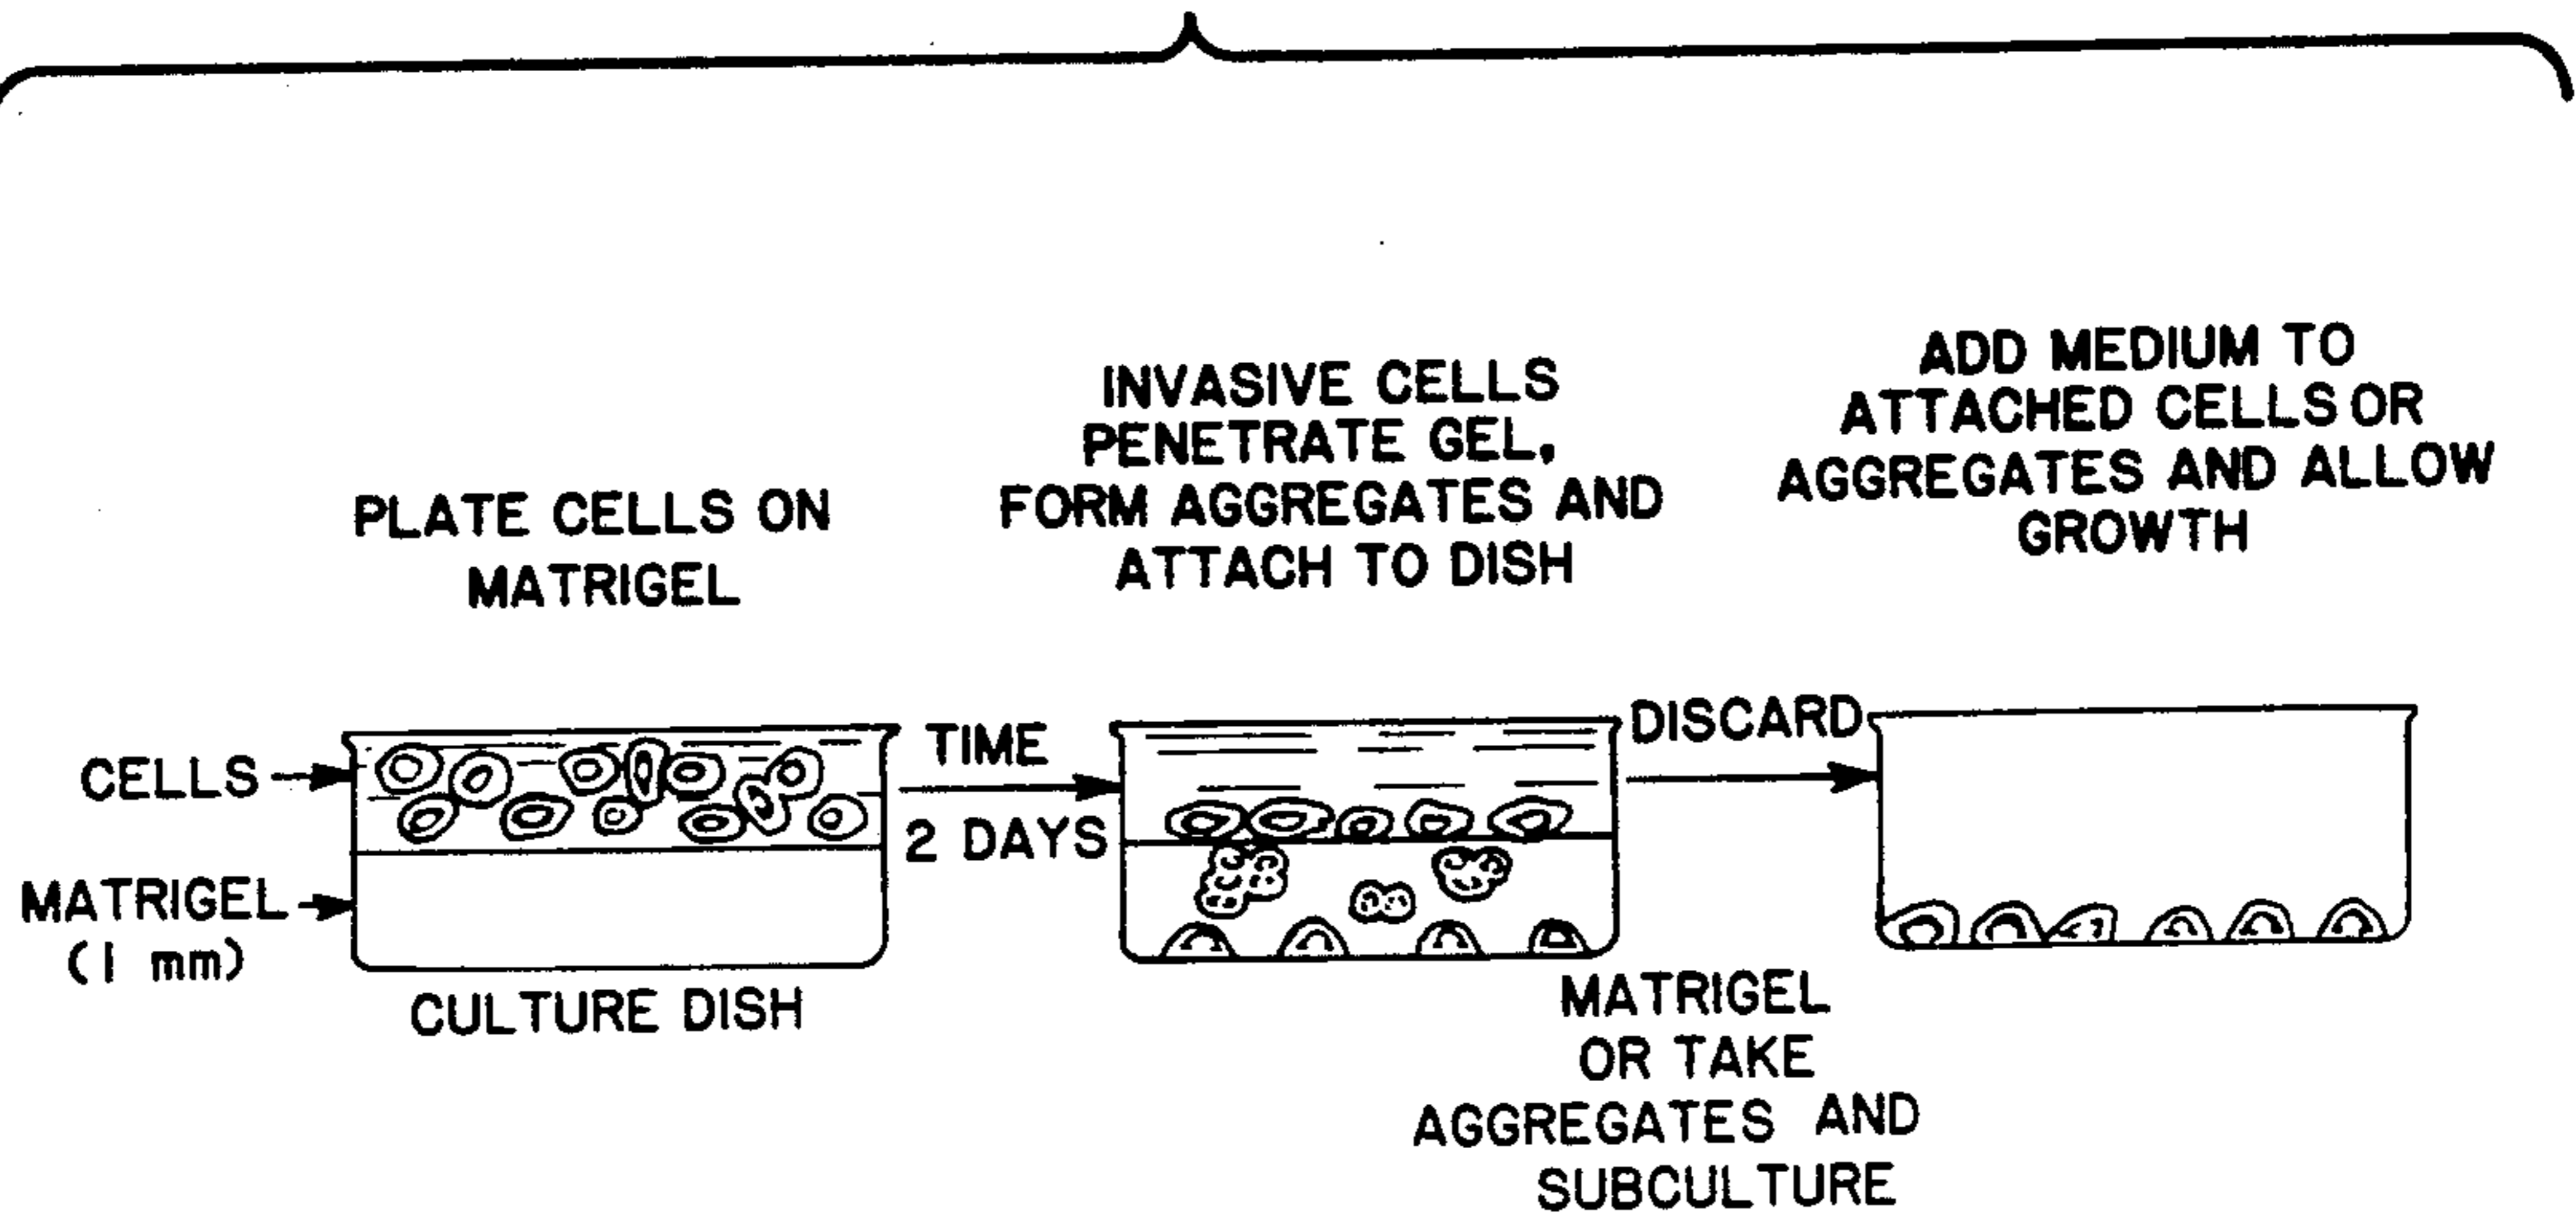 PLATE CELLS ON
MATRIGEL
INVASIVE CELLS
PENETRATE GEL,
FORM AGGREGATES AND
ATTACH TO DISH
ADD MEDIUM TO
ATTACHED CELLS OR
AGGREGATES AND ALLOW
GROWTH
CELLS
MATRIGEL
(1 mm)
CULTURE DISH
TIME
2 DAYS
DISCARD
MATRIGEL
OR TAKE
AGGREGATES AND
SUBCULTURE